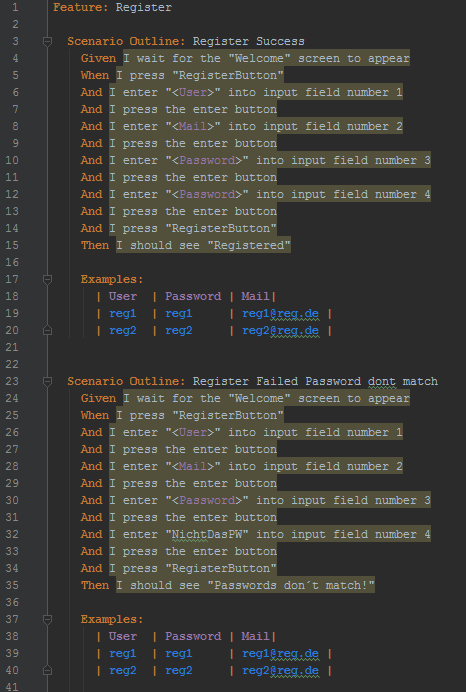 1 Feature: Register
2
3 Scenario Outline: Register Success
4 Given I wait for the "Welcome" screen to appear
5 When I press "RegisterButton"
6 And I enter "<User>" into input field number 1
7 And I press the enter button
8 And I enter "<Mail>" into input field number 2
9 And I press the enter button
10 And I enter "<Password>" into input field number 3
11 And I press the enter button
12 And I enter "<Password>" into input field number 4
13 And I press the enter button
14 And I press "RegisterButton"
15 Then I should see "Registered"
16
17 Examples:
18 | User | Password | Mail|
19 | reg1 | reg1 | reg1@reg.de |
20 | reg2 | reg2 | reg2@reg.de |
21
22
23 Scenario Outline: Register Failed Password dont match
24 Given I wait for the "Welcome" screen to appear
25 When I press "RegisterButton"
26 And I enter "<User>" into input field number 1
27 And I press the enter button
28 And I enter "<Mail>" into input field number 2
29 And I press the enter button
30 And I enter "<Password>" into input field number 3
31 And I press the enter button
32 And I enter "NichtDasPW" into input field number 4
33 And I press the enter button
34 And I press "RegisterButton"
35 Then I should see "Passwords don´t match!"
36
37 Examples:
38 | User | Password | Mail|
39 | reg1 | reg1 | reg1@reg.de |
40 | reg2 | reg2 | reg2@reg.de |
41